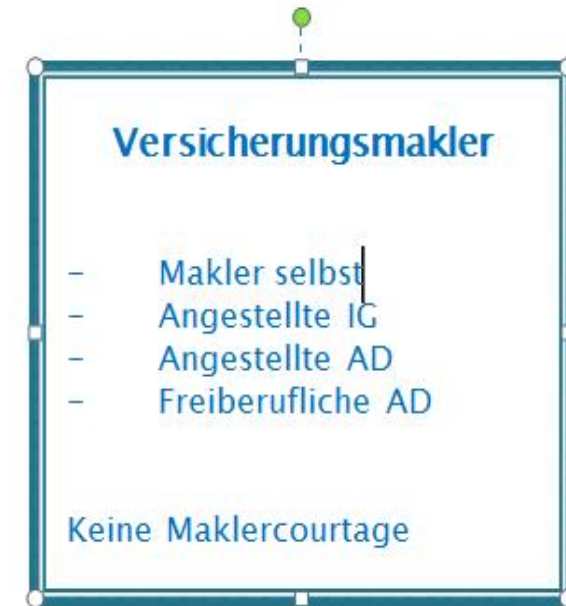 Versicherungsmakler
- Makler selbst
- Angestellte IG
- Angestellte AD
- Freiberufliche AD
Keine Maklercourtage